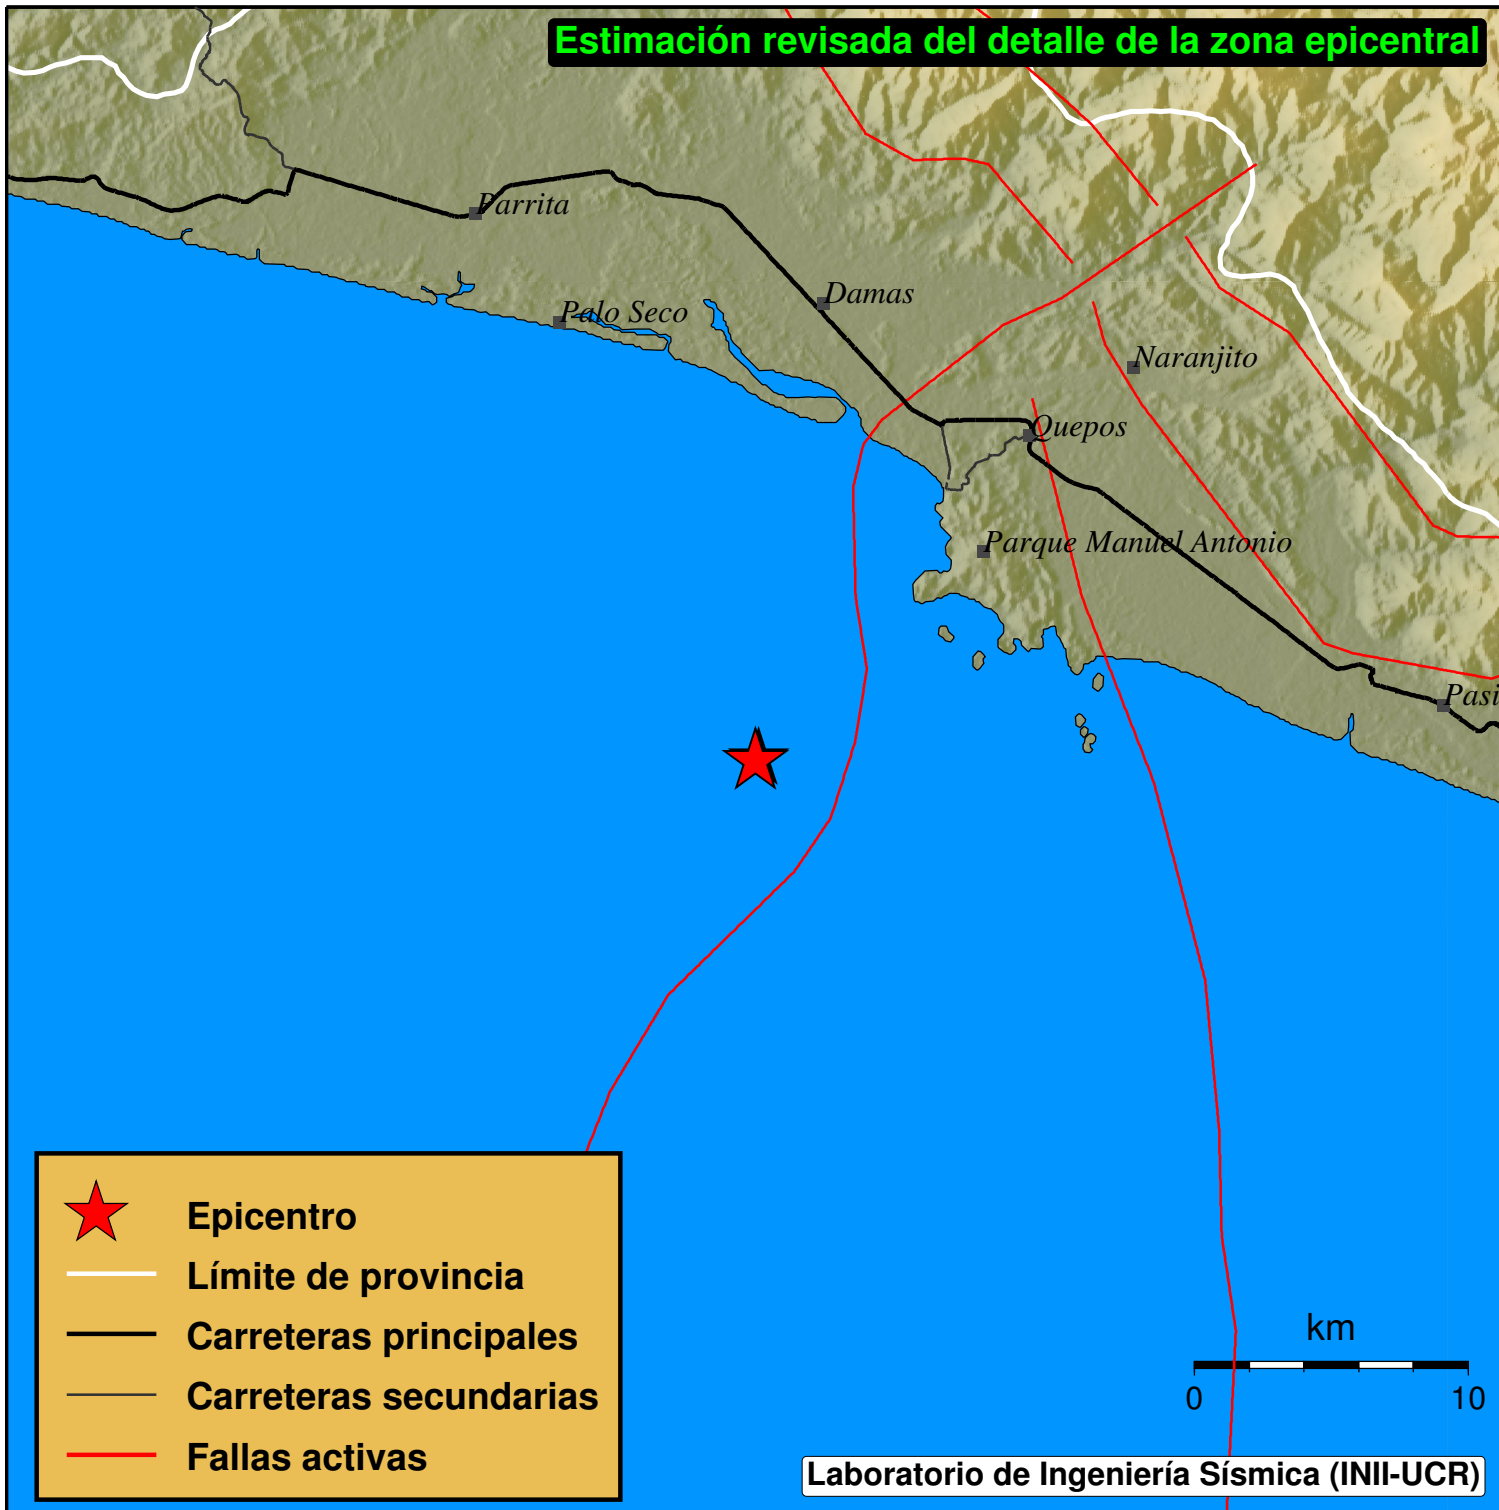 Estimación revisada del detalle de la zona epicentral
Parrita
Damas
Palo Seco
Naranjito
Quepos
Parque Manuel Antonio
Pasi
Epicentro
Límite de provincia
Carreteras principales
Carreteras secundarias
Fallas activas
km
0 10
Laboratorio de Ingeniería Sísmica (INII-UCR)